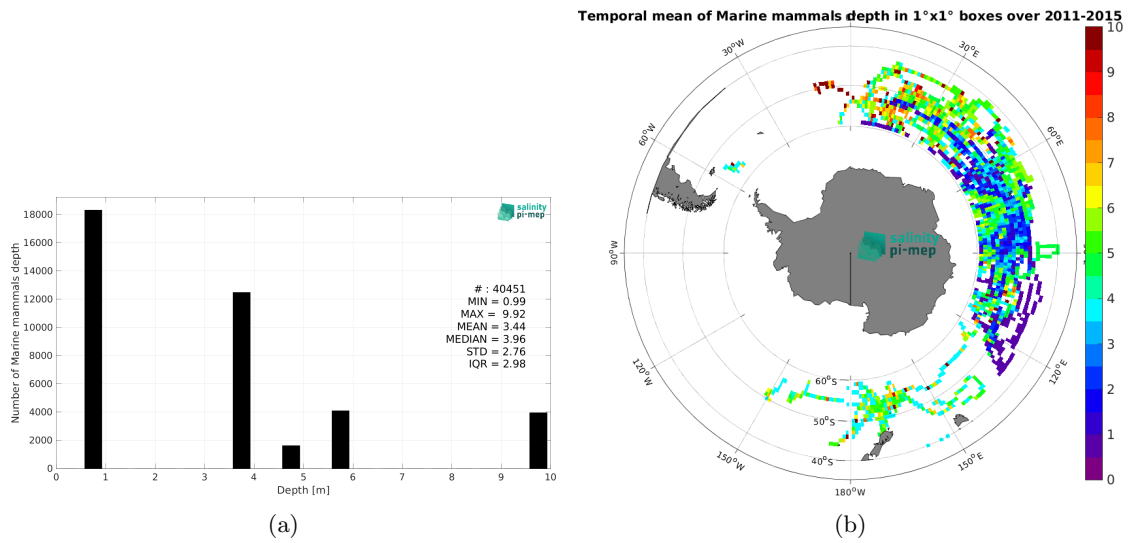 18000
16000
14000
12000
10000
8000
6000
4000
2000
0
Number of Marine mammals depth
salinity
pi-mep
# : 40451
MIN = 0.99
MAX = 9.92
MEAN = 3.44
MEDIAN = 3.96
STD = 2.76
IQR = 2.98
0 1 2 3 4 5 6 7 8 9 10
Depth [m]
(a)
Temporal mean of Marine mammals depth in 1°x1° boxes over 2011-2015
30°W
30°E
60°W
60°E
90°W
salinity
pi-mep
120°W
120°E
60°S
50°S
40°S
150°W
150°E
180°W
10
9
8
7
6
5
4
3
2
1
0
(b)